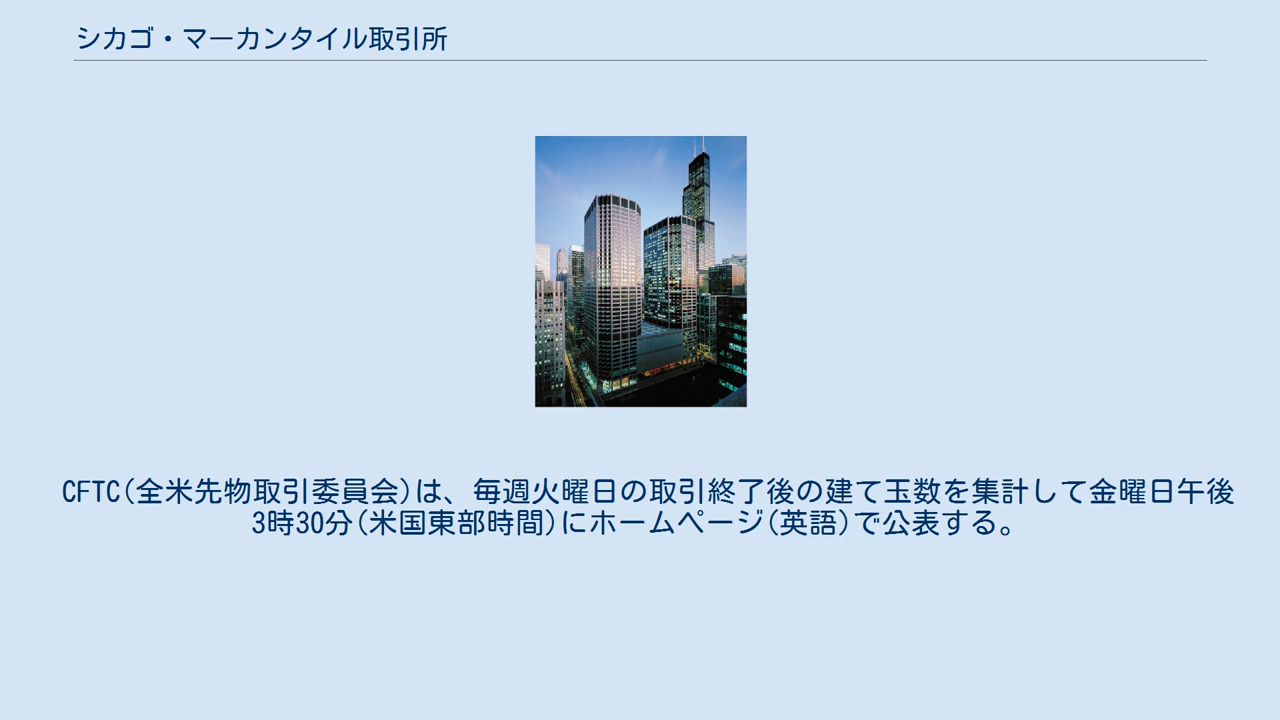 シカゴ・マーカンタイル取引所
CFTC(全米先物取引委員会)は、毎週火曜日の取引終了後の建て玉数を集計して金曜日午後
3時30分(米国東部時間)にホームページ(英語)で公表する。